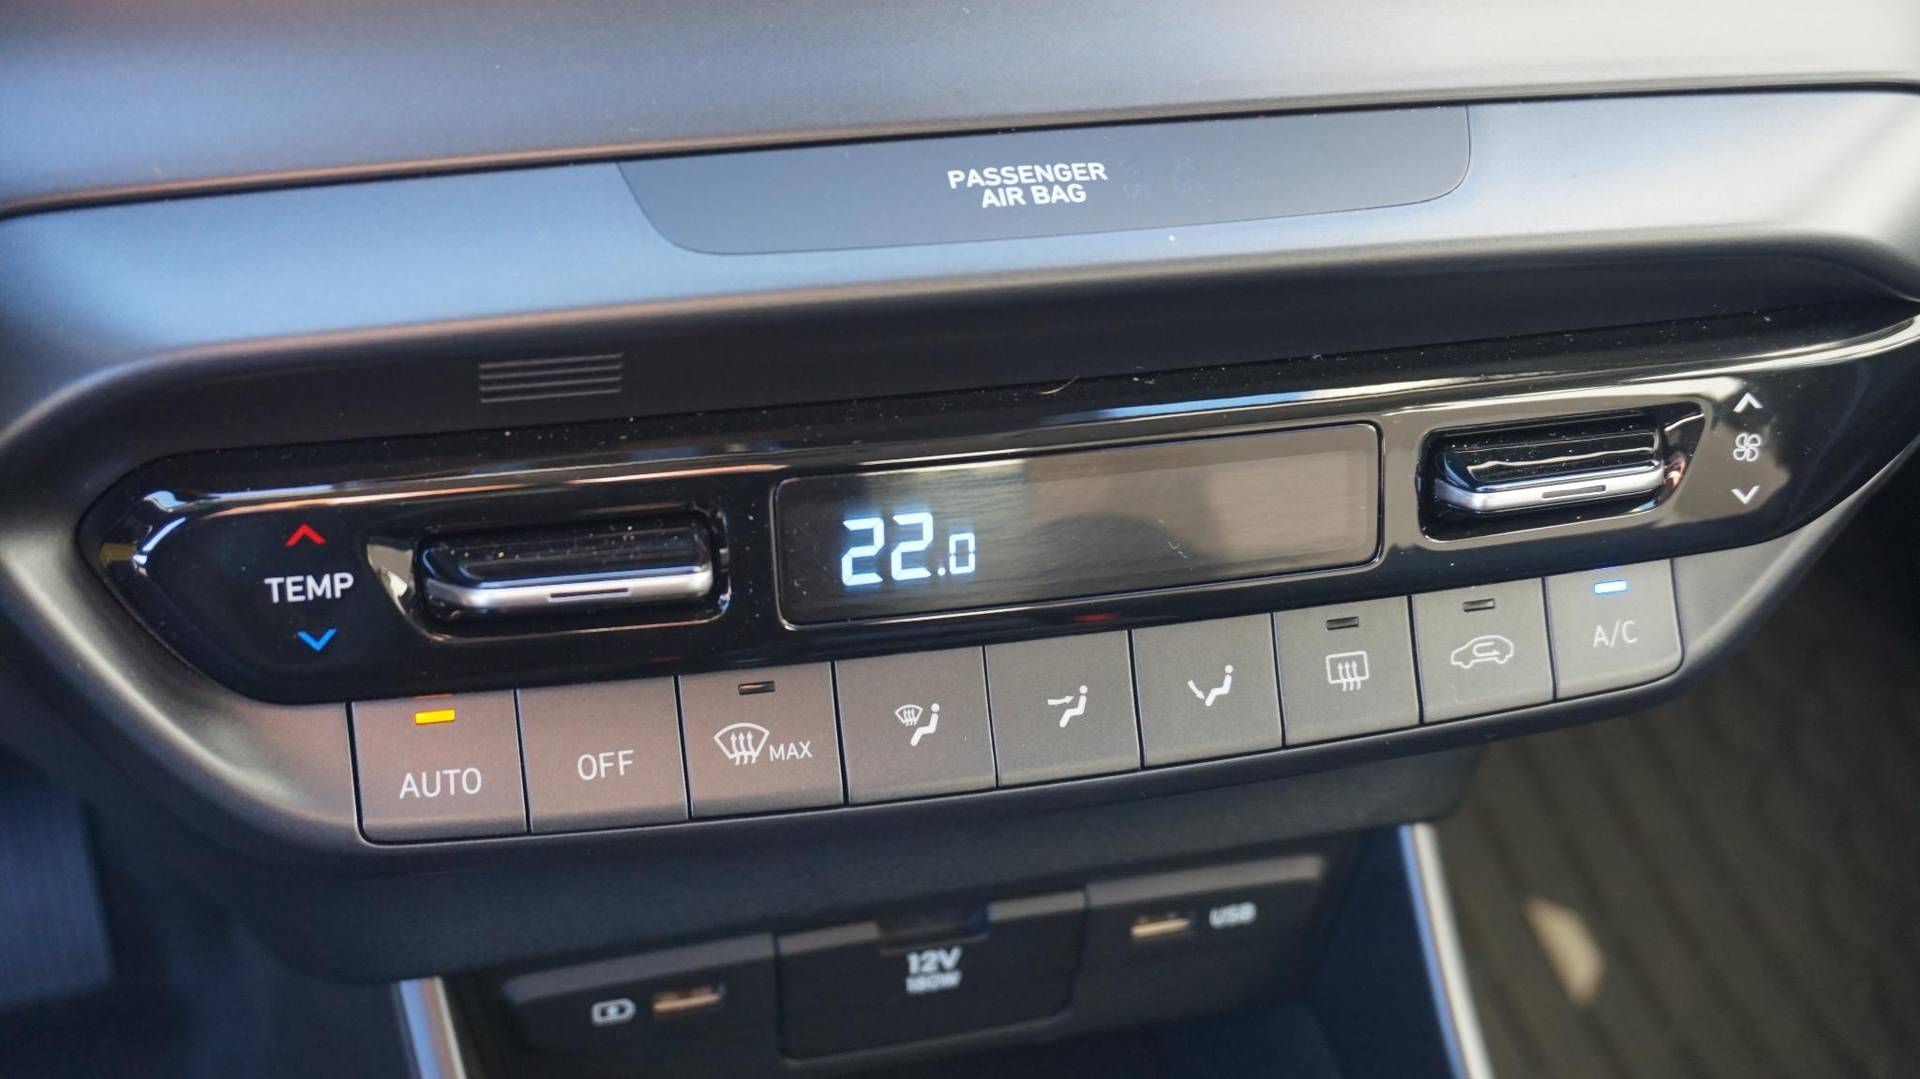 PASSENGER
AIR BAG
TEMP
22.0
AUTO
OFF
MAX
A/C
12V
180W
USB